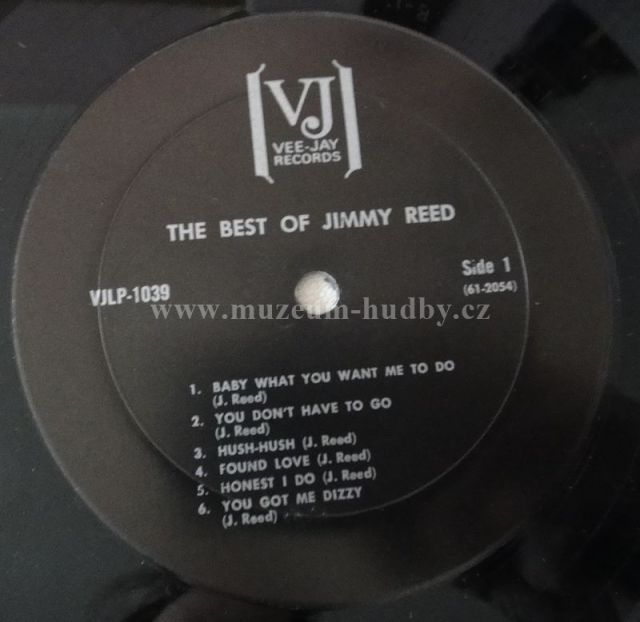 VJ
VEE-JAY
RECORDS
THE BEST OF JIMMY REED
VJLP-1039
Side 1
(61-2054)
www.muzeum-hudby.cz
1. BABY WHAT YOU WANT ME TO DO
(J. Reed)
2. YOU DON'T HAVE TO GO
(J. Reed)
3. HUSH-HUSH (J. Reed)
4. FOUND LOVE (J. Reed)
5. HONEST I DO (J. Reed)
6. YOU GOT ME DIZZY
(J. Reed)